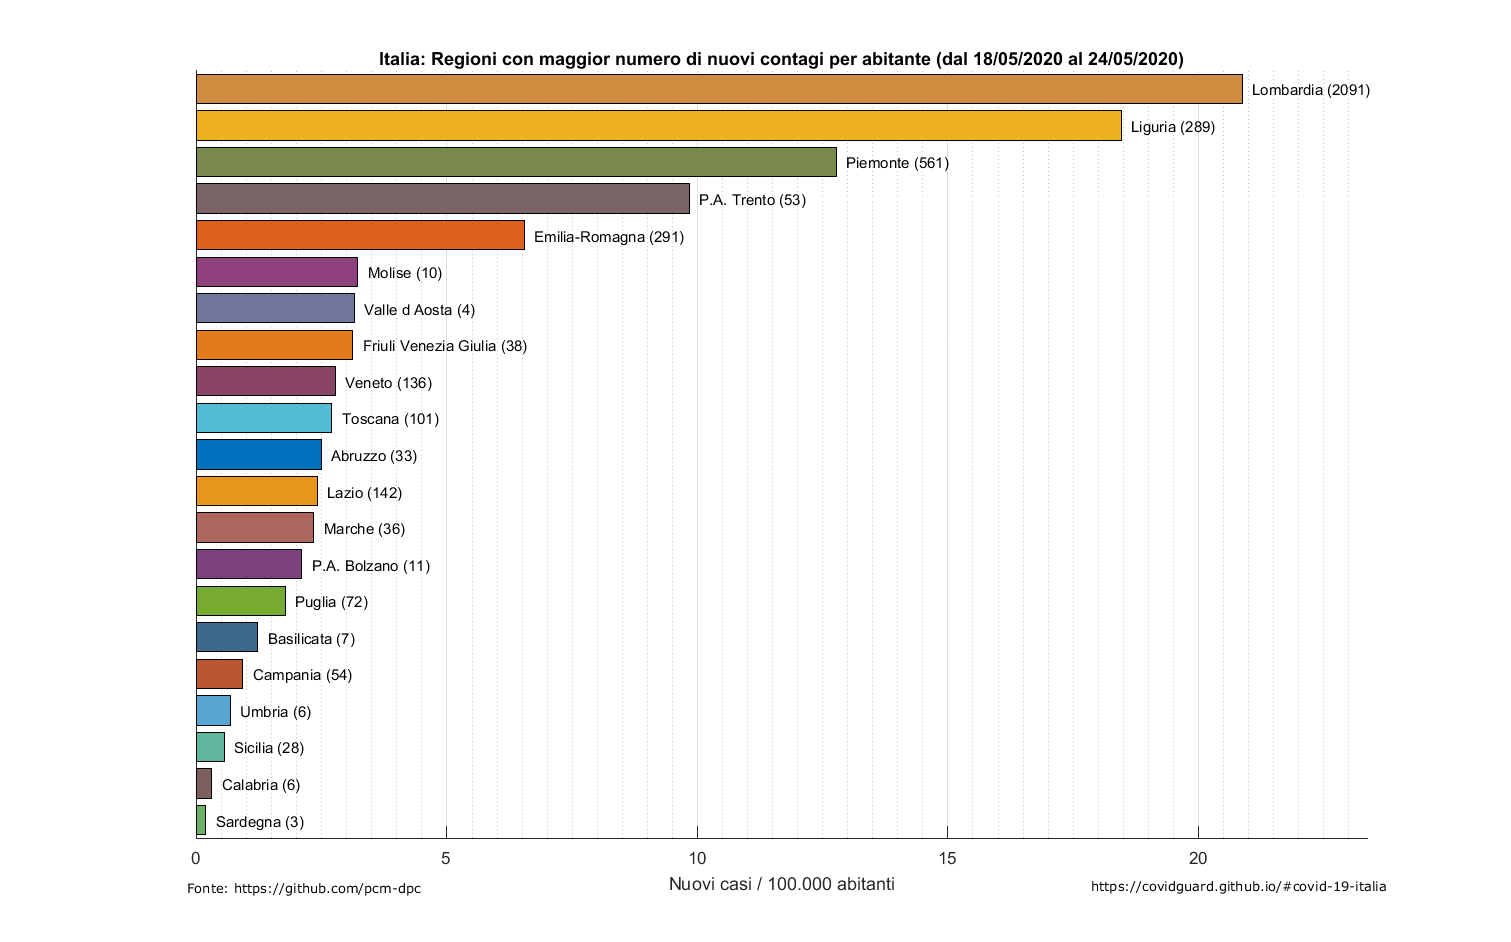 Italia: Regioni con maggior numero di nuovi contagi per abitante (dal 18/05/2020 al 24/05/2020)
Lombardia (2091)
Liguria (289)
Piemonte (561)
P.A. Trento (53)
Emilia-Romagna (291)
Molise (10)
Valle d Aosta (4)
Friuli Venezia Giulia (38)
Veneto (136)
Toscana (101)
Abruzzo (33)
Lazio (142)
Marche (36)
P.A. Bolzano (11)
Puglia (72)
Basilicata (7)
Campania (54)
Umbria (6)
Sicilia (28)
Calabria (6)
Sardegna (3)
0 5 10 15 20
Nuovi casi / 100.000 abitanti
Fonte: https://github.com/pcm-dpc
https://covidguard.github.io/#covid-19-italia